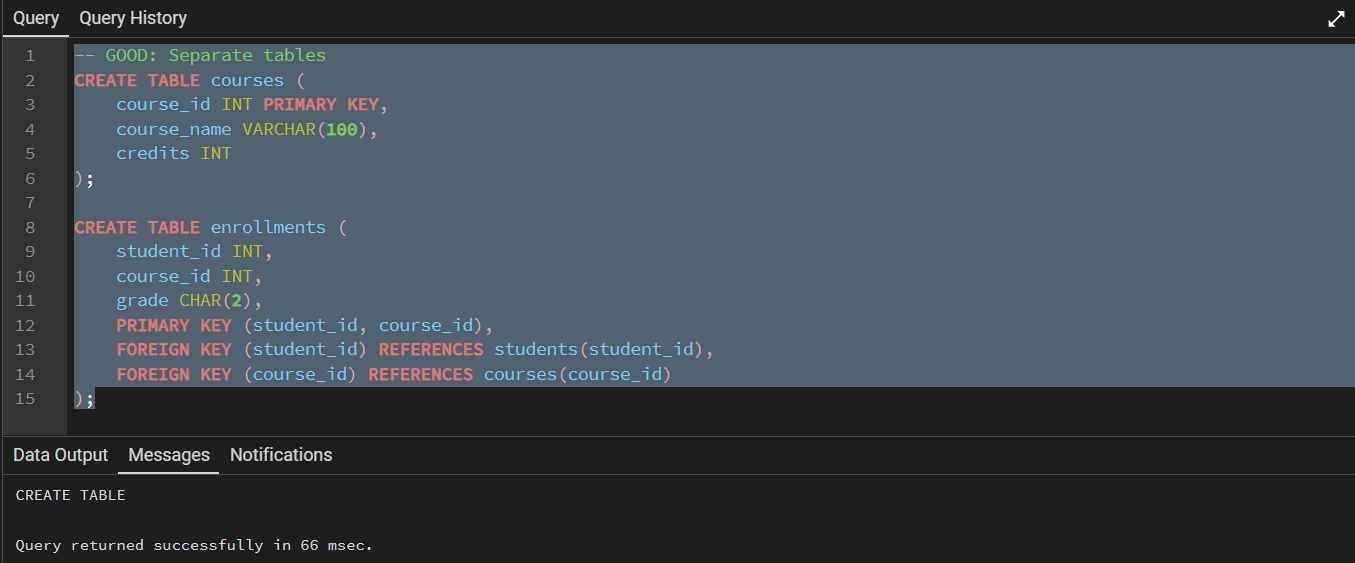 Query Query History
1 -- GOOD: Separate tables
2 CREATE TABLE courses (
3 course_id INT PRIMARY KEY,
4 course_name VARCHAR(100),
5 credits INT
6 );
7
8 CREATE TABLE enrollments (
9 student_id INT,
10 course_id INT,
11 grade CHAR(2),
12 PRIMARY KEY (student_id, course_id),
13 FOREIGN KEY (student_id) REFERENCES students(student_id),
14 FOREIGN KEY (course_id) REFERENCES courses(course_id)
15 );
Data Output Messages Notifications
CREATE TABLE
Query returned successfully in 66 msec.